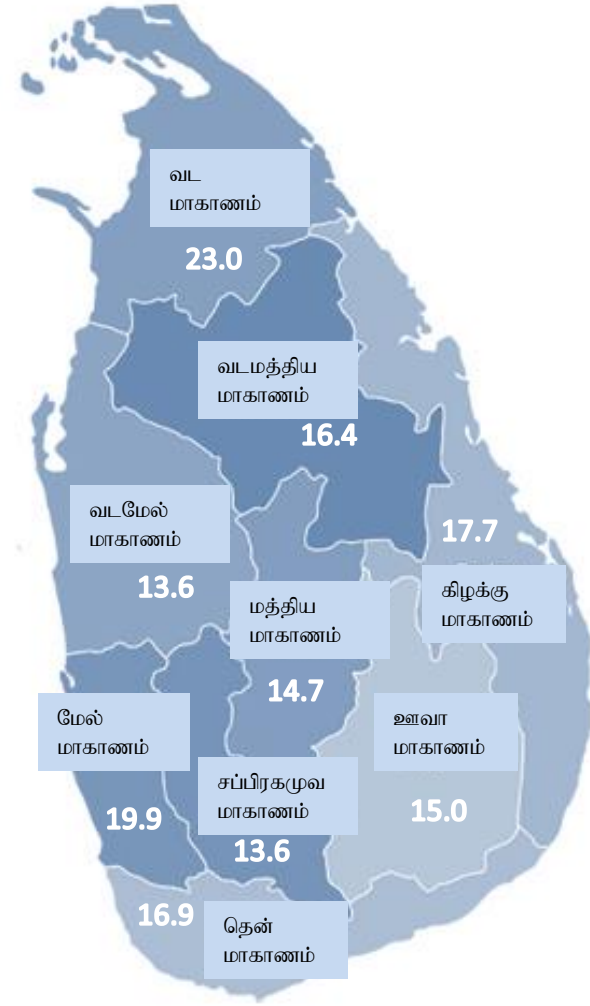 வட
மாகாணம்
23.0
வடமத்திய
மாகாணம்
16.4
வடமேல்
மாகாணம்
13.6
17.7
கிழக்கு
மாகாணம்
மத்திய
மாகாணம்
14.7
மேல்
மாகாணம்
19.9
ஊவா
மாகாணம்
15.0
சப்பிரகமுவ
மாகாணம்
13.6
16.9
தென்
மாகாணம்